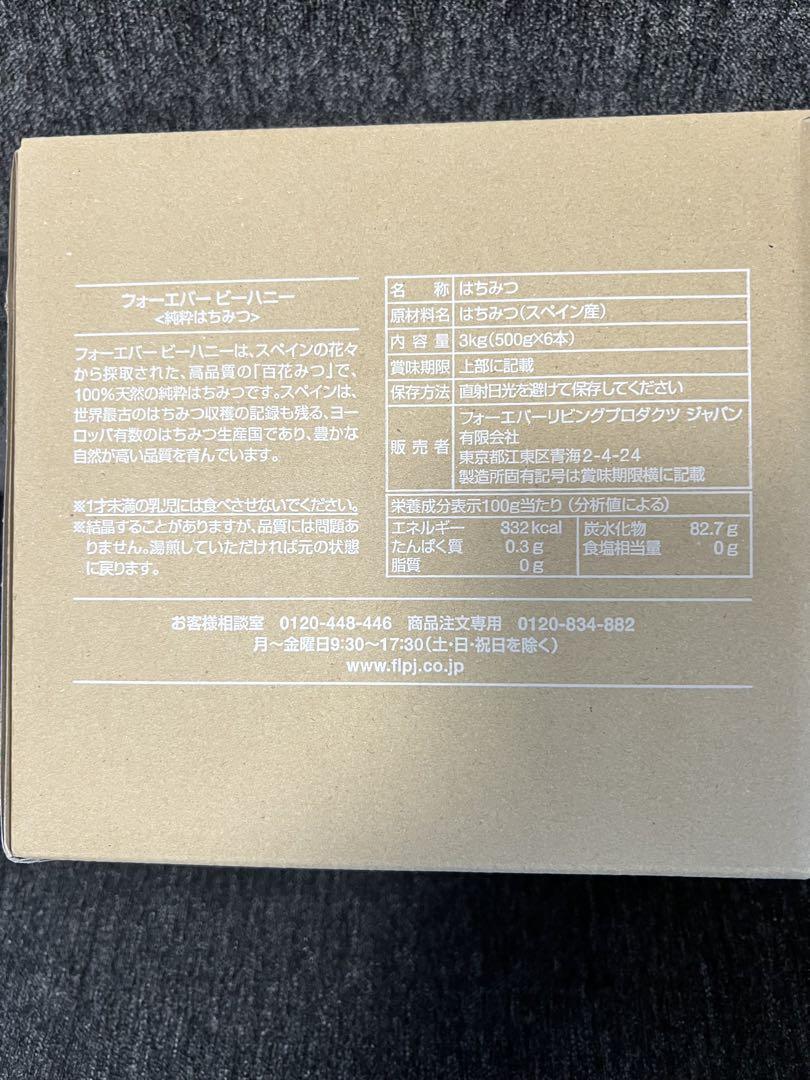 フォーエバー ビーハニー
<純粋はちみつ>
フォーエバー ビーハニーは、スペインの花々
から採取された、高品質の「百花みつ」で、
100%天然の純粋はちみつです。スペインは、
世界最古のはちみつ収穫の記録も残る、ヨー
ロッパ有数のはちみつ生産国であり、豊かな
自然が高い品質を育んでいます。
※1才未満の乳児には食べさせないでください。
※結晶することがありますが、品質には問題あ
りません。湯煎していただければ元の状態
に戻ります。
名称 はちみつ
原材料名 はちみつ(スペイン産)
内容量 3kg(500g×6本)
賞味期限 上部に記載
保存方法 直射日光を避けて保存してください
販売者 フォーエバーリビングプロダクツ ジャパン
有限会社
東京都江東区青海2-4-24
製造所固有記号は賞味期限横に記載
栄養成分表示100g当たり (分析値による)
エネルギー 332kcal 炭水化物 82.7g
たんぱく質 0.3g 食塩相当量 0g
脂質 0g
お客様相談室 0120-448-446 商品注文専用 0120-834-882
月〜金曜日9:30〜17:30(土・日・祝日を除く)
www.flpj.co.jp